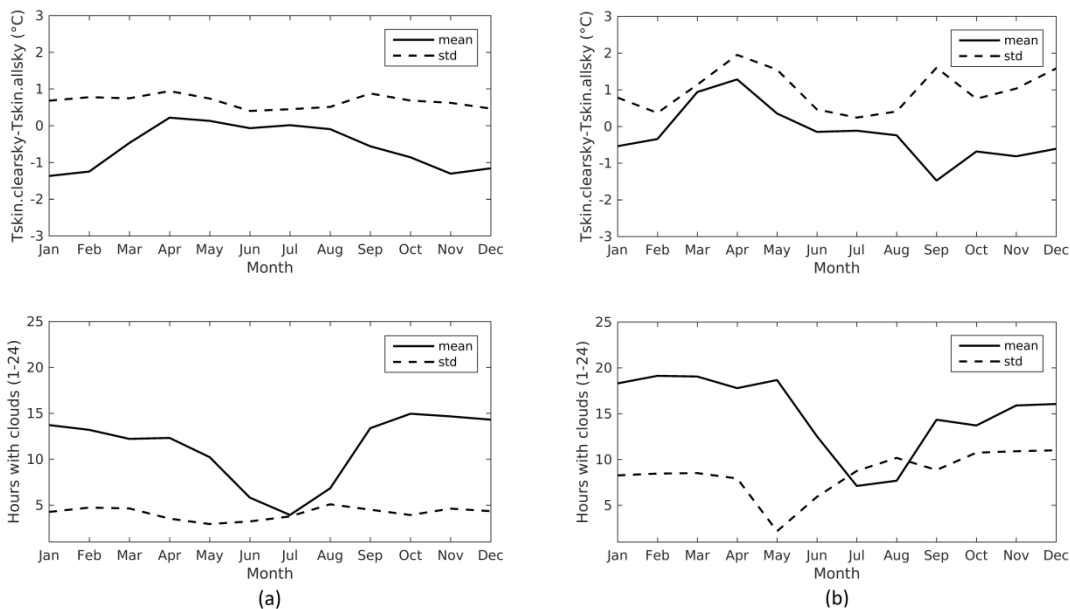 Tskin.clearsky-Tskin.allsky (°C)
3
2
1
0
-1
-2
-3
mean
std
Jan Feb Mar Apr May Jun Jul Aug Sep Oct Nov Dec
Month
Tskin.clearsky-Tskin.allsky (°C)
3
2
1
0
-1
-2
-3
mean
std
Jan Feb Mar Apr May Jun Jul Aug Sep Oct Nov Dec
Month
Hours with clouds (1-24)
25
20
15
10
5
mean
std
Jan Feb Mar Apr May Jun Jul Aug Sep Oct Nov Dec
Month
(a)
Hours with clouds (1-24)
25
20
15
10
5
mean
std
Jan Feb Mar Apr May Jun Jul Aug Sep Oct Nov Dec
Month
(b)